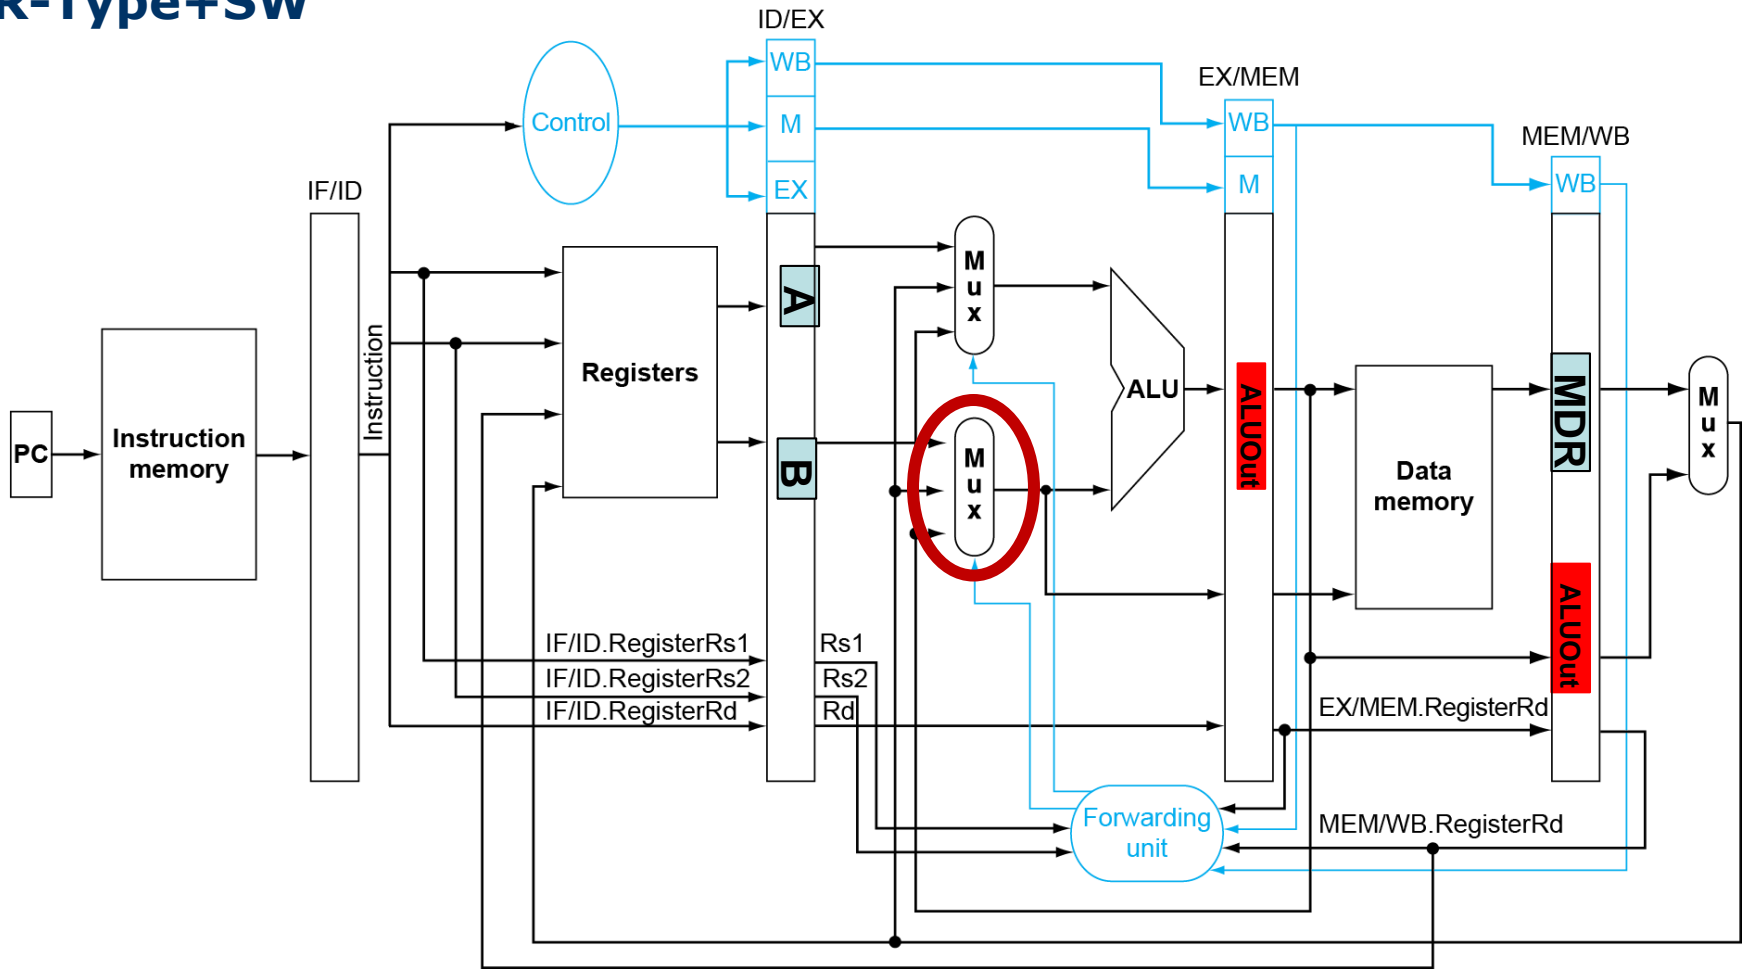 R-Type+SW
ID/EX
WB
M
EX
Control
EX/MEM
WB
M
MEM/WB
WB
IF/ID
PC
Instruction
memory
Instruction
Registers
A
B
M
u
x
M
u
x
ALU
ALUOut
Data
memory
MDR
ALUOut
M
u
x
IF/ID.RegisterRs1
IF/ID.RegisterRs2
IF/ID.RegisterRd
Rs1
Rs2
Rd
EX/MEM.RegisterRd
Forwarding
unit
MEM/WB.RegisterRd